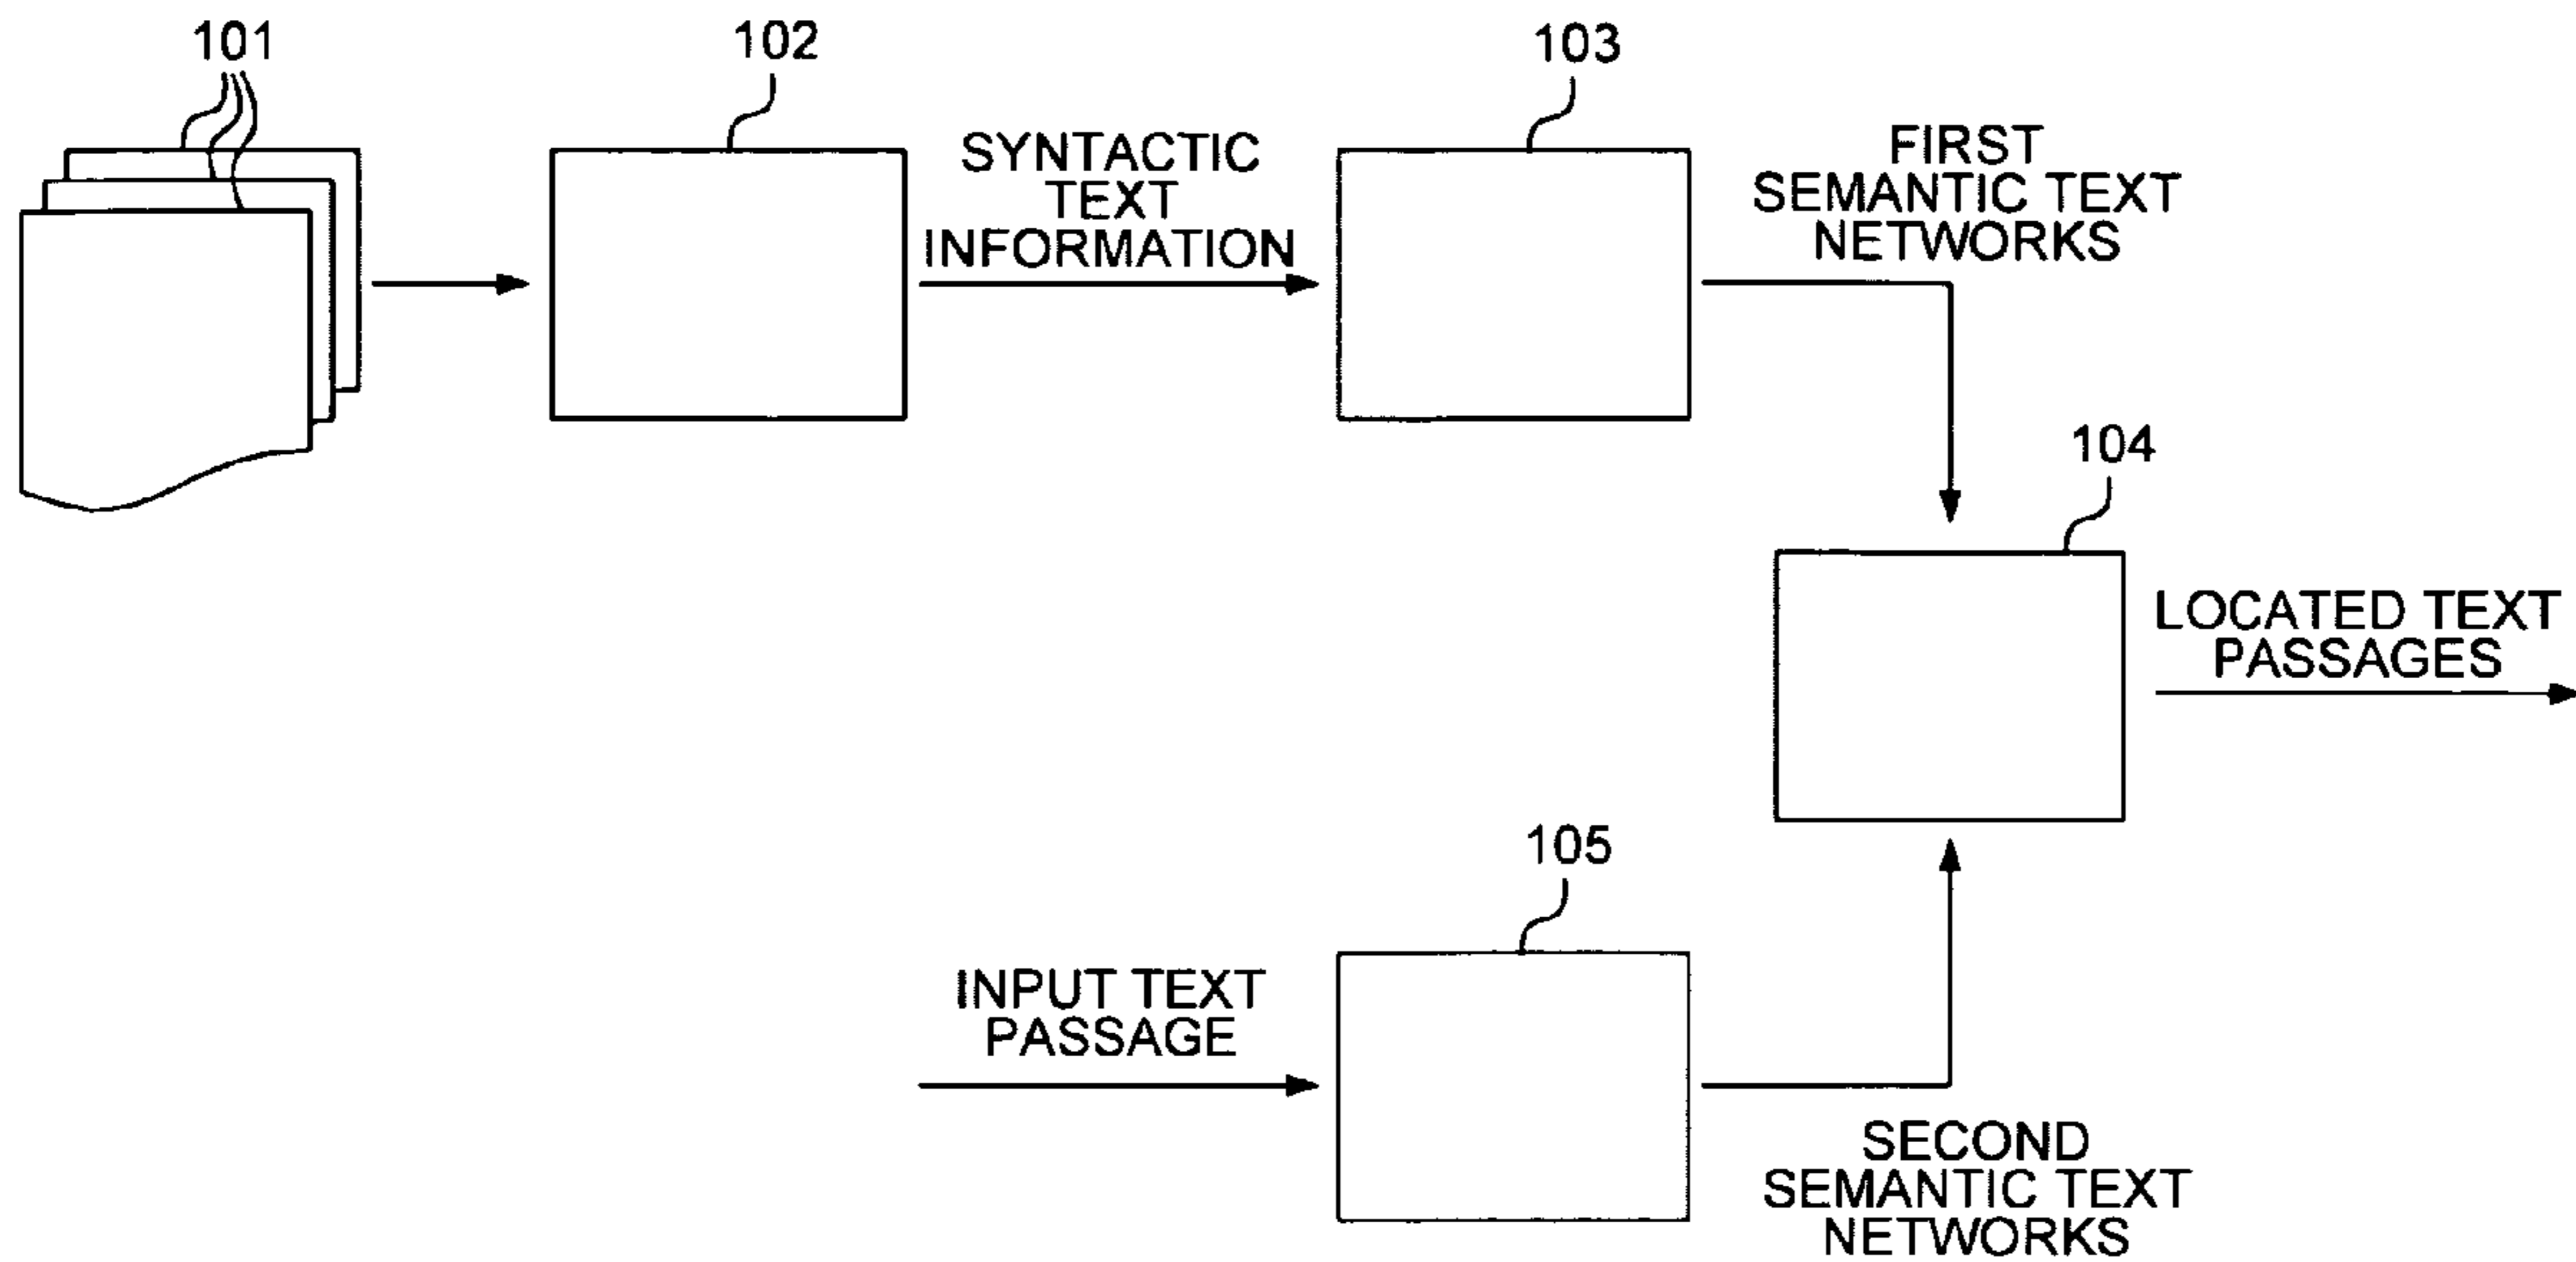 101
102
103
SYNTACTIC
TEXT
INFORMATION
FIRST
SEMANTIC TEXT
NETWORKS
104
LOCATED TEXT
PASSAGES
105
INPUT TEXT
PASSAGE
SECOND
SEMANTIC TEXT
NETWORKS